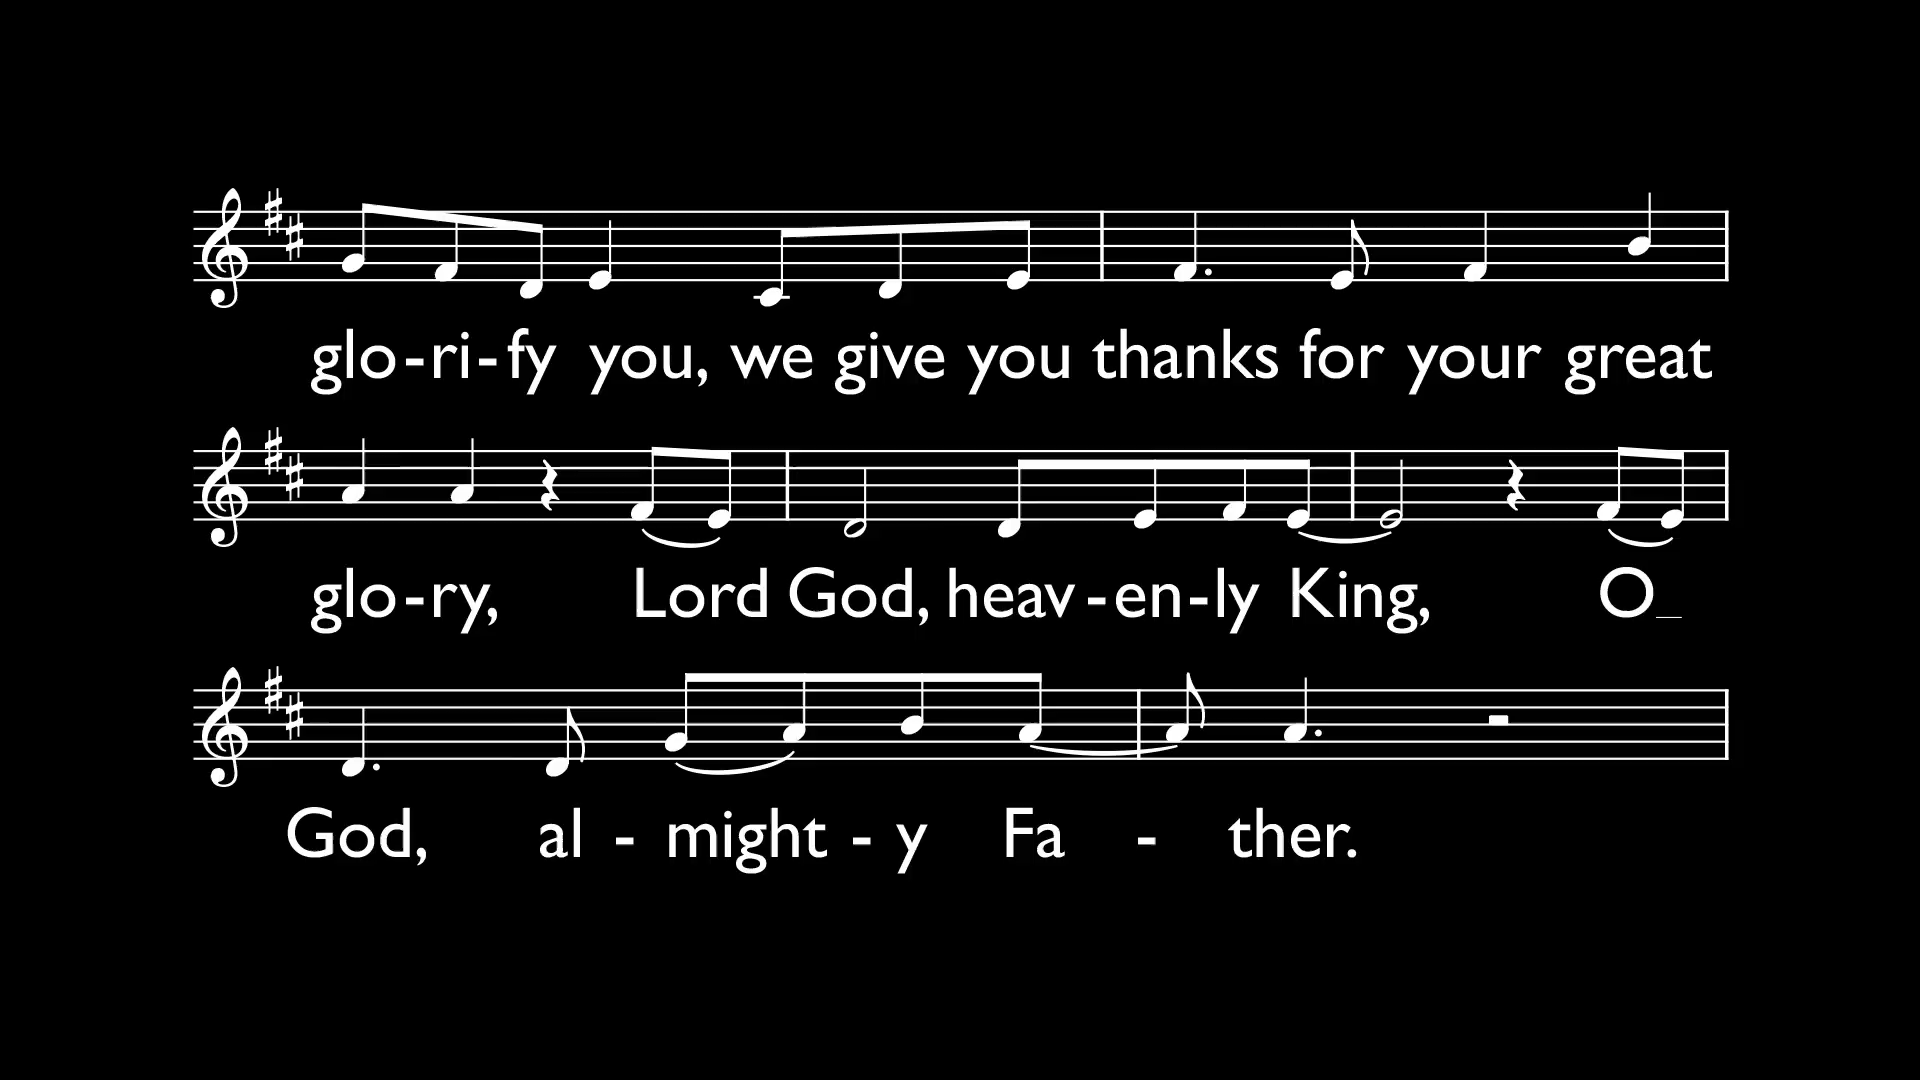 glo-ri-fy you, we give you thanks for your great
glo-ry, Lord God, heav-en-ly King, O_
God, al - might - y Fa - ther.